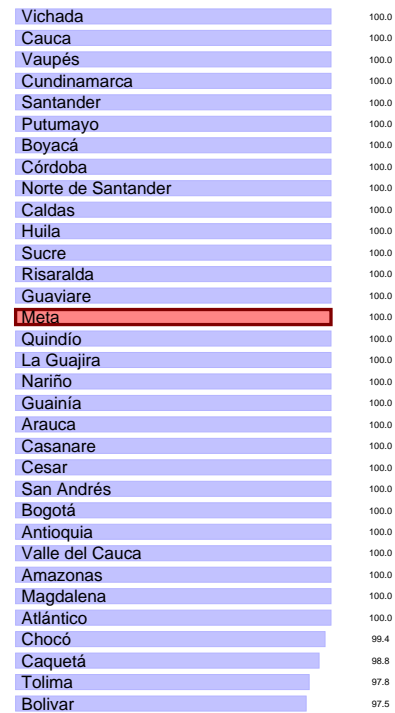 Vichada 100.0
Cauca 100.0
Vaupés 100.0
Cundinamarca 100.0
Santander 100.0
Putumayo 100.0
Boyacá 100.0
Córdoba 100.0
Norte de Santander 100.0
Caldas 100.0
Huila 100.0
Sucre 100.0
Risaralda 100.0
Guaviare 100.0
Meta 100.0
Quindío 100.0
La Guajira 100.0
Nariño 100.0
Guainía 100.0
Arauca 100.0
Casanare 100.0
Cesar 100.0
San Andrés 100.0
Bogotá 100.0
Antioquia 100.0
Valle del Cauca 100.0
Amazonas 100.0
Magdalena 100.0
Atlántico 100.0
Chocó 99.4
Caquetá 98.8
Tolima 97.8
Bolivar 97.5